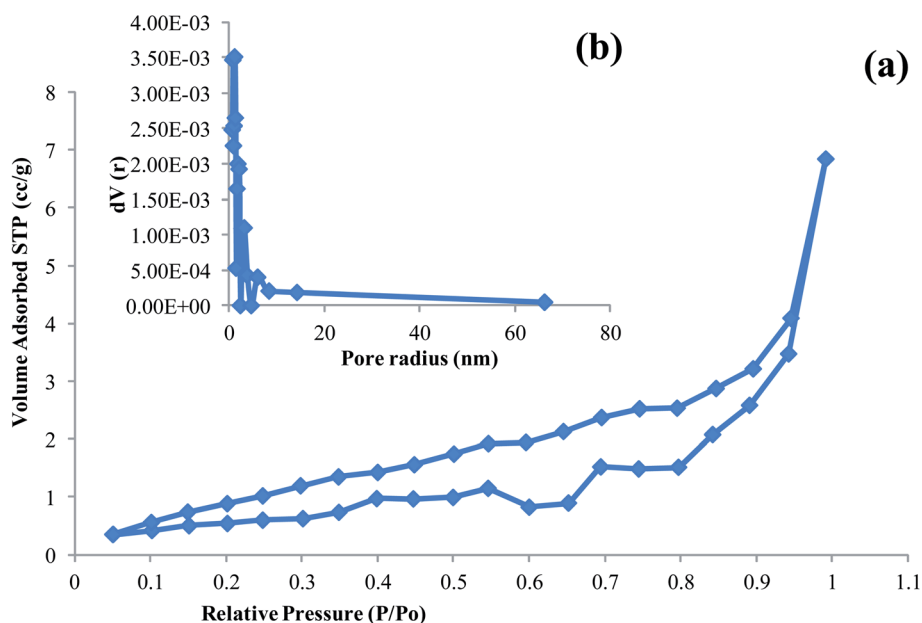 (b)
(a)
dV (r)
4.00E-03
3.50E-03
3.00E-03
2.50E-03
2.00E-03
1.50E-03
1.00E-03
5.00E-04
0.00E+00
0 20 40 60 80
Pore radius (nm)
Volume Adsorbed STP (cc/g)
8
7
6
5
4
3
2
1
0
0 0.1 0.2 0.3 0.4 0.5 0.6 0.7 0.8 0.9 1 1.1
Relative Pressure (P/Po)